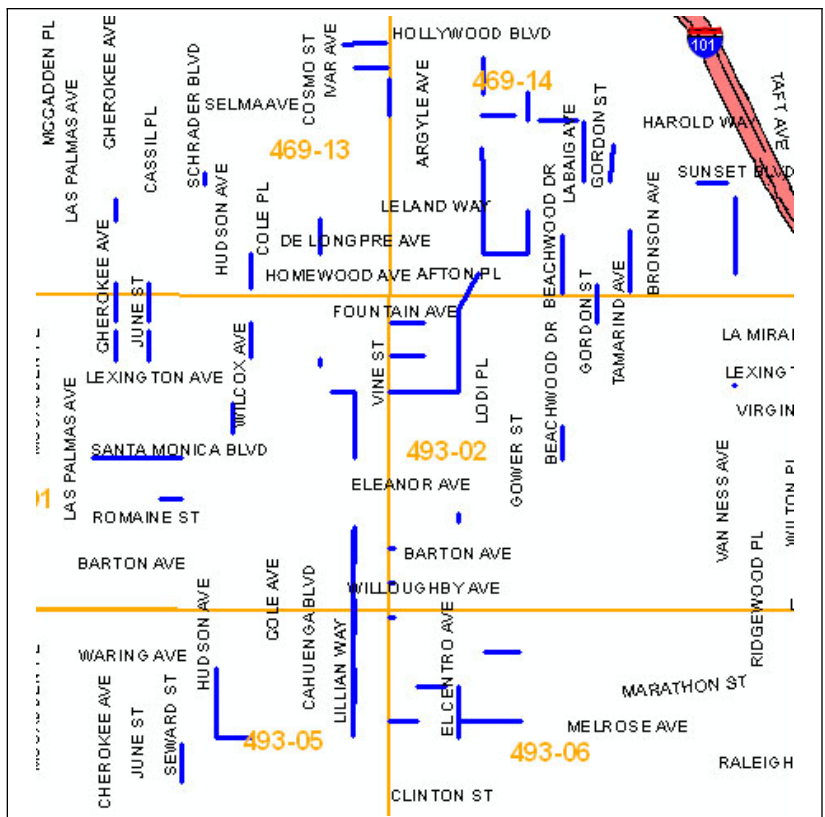 HOLLYWOOD BLVD
101
MCCADDEN PL
CHEROKEE AVE
COSMO ST
IVAR AVE
469-14
TAFT AVE
SCHRADER BLVD
SELMA AVE
ARGYLE AVE
LABAIG AVE
GORDON ST
HAROLD WAY
LAS PALMAS AVE
CASSIL PL
469-13
SUNSET BLVD
HUDSON AVE
COLE PL
LELAND WAY
BEACHWOOD DR
BRONSON AVE
DE LONGPRE AVE
CHEROKEE AVE
JUNE ST
HOMEWOOD AVE
AFTON PL
GORDON ST
TAMARIND AVE
FOUNTAIN AVE
LA MIRA
WILCOX AVE
VINE ST
LODI PL
BEACHWOOD DR
LEXINGTON AVE
LEXINGT
LAS PALMAS AVE
VIRGIN
SANTA MONICA BLVD
493-02
GOWER ST
ELEANOR AVE
VAN NESS AVE
WILTON PL
ROMAINE ST
BARTON AVE
BARTON AVE
RIDGEWOOD PL
COLE AVE
CAHUENGA BLVD
WILLOUGHBY AVE
HUDSON AVE
WARING AVE
LILLIAN WAY
EL CENTRO AVE
MARATHON ST
CHEROKEE AVE
JUNE ST
SEWARD ST
493-05
493-06
MELROSE AVE
RALEIGH
CLINTON ST